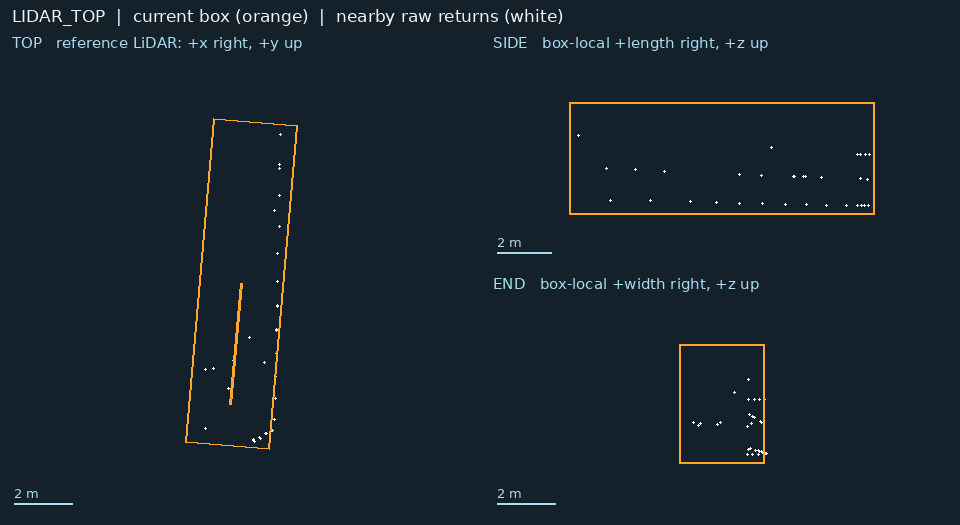 LIDAR_TOP | current box (orange) | nearby raw returns (white)
TOP reference LiDAR: +x right, +y up
SIDE box-local +length right, +z up
2 m
END box-local +width right, +z up
2 m
2 m